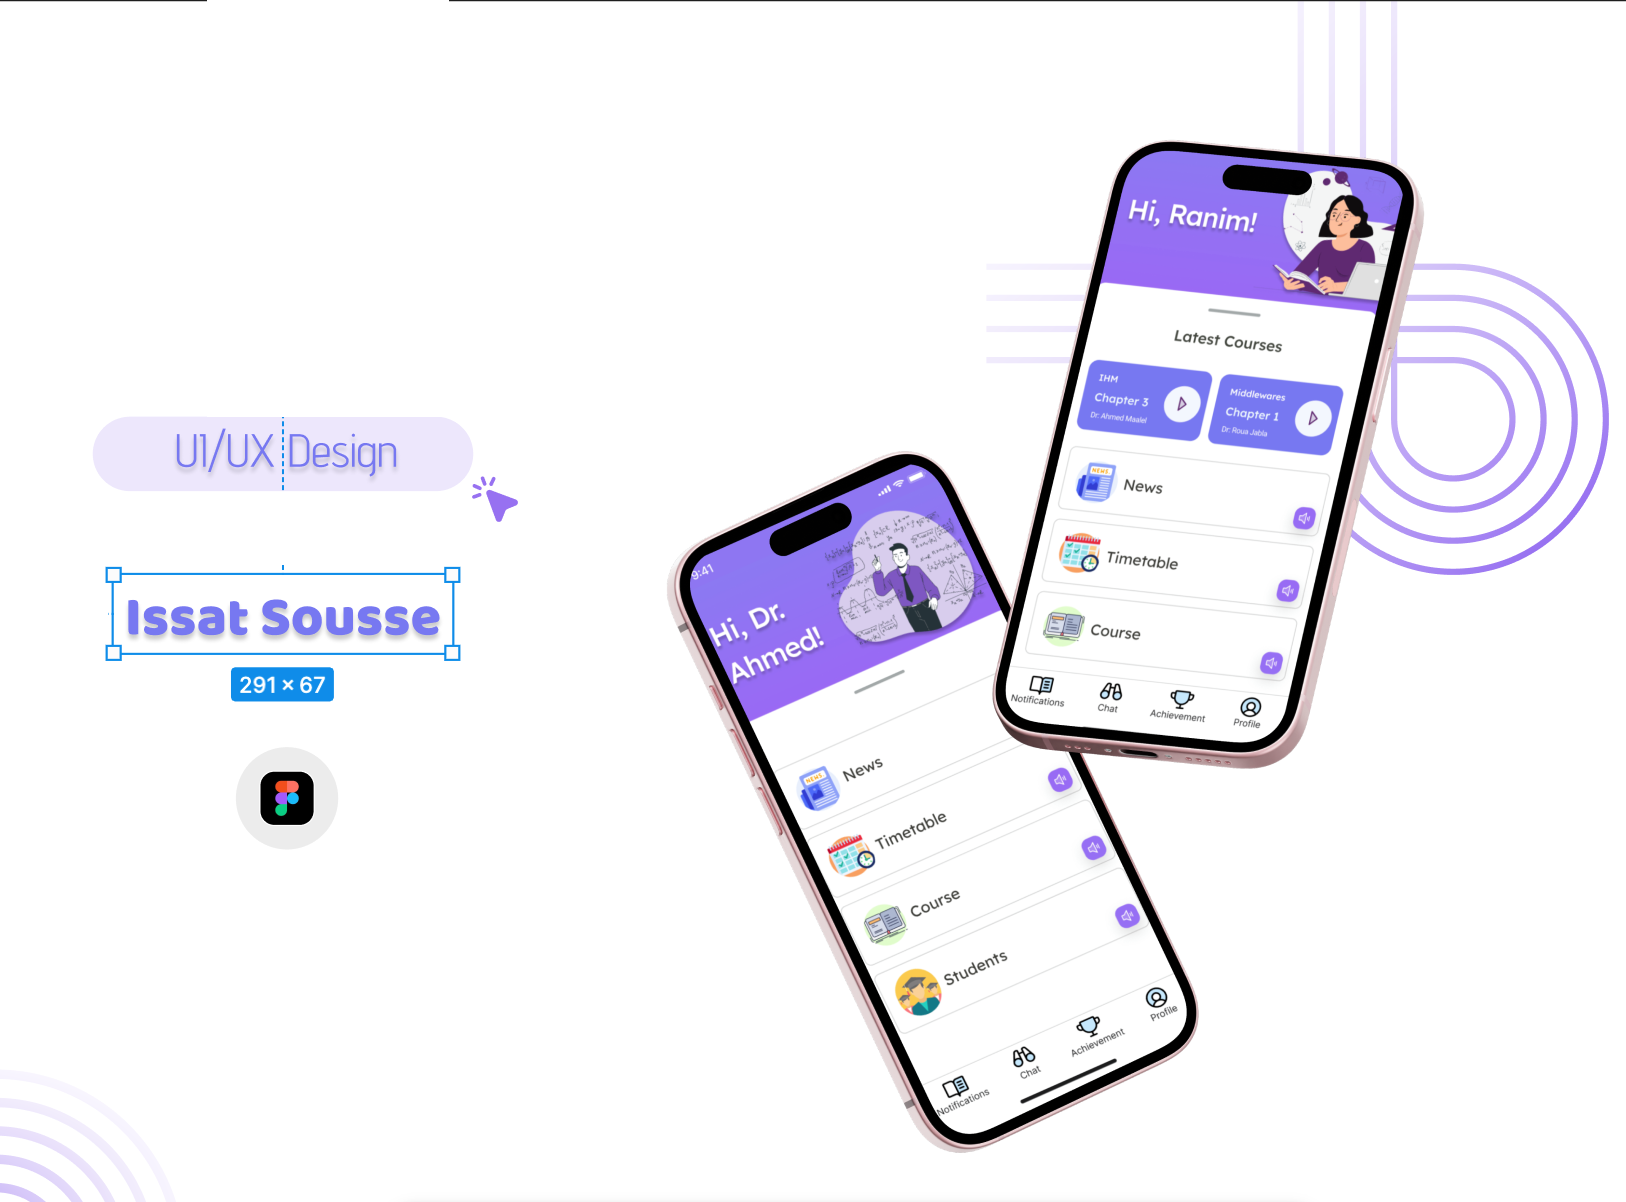 UI/UX Design
Issat Sousse
291 × 67
Hi, Ranim!
Latest Courses
IHM
Chapter 3
Dr. Ahmed Maalel
Middlewares
Chapter 1
Dr. Roua Jabla
NEWS
News
Timetable
Course
Notifications
Chat
Achievement
Profile
9:41
Hi, Dr.
Ahmed!
NEWS
News
Timetable
Course
Students
Notifications
Chat
Achievement
Profile